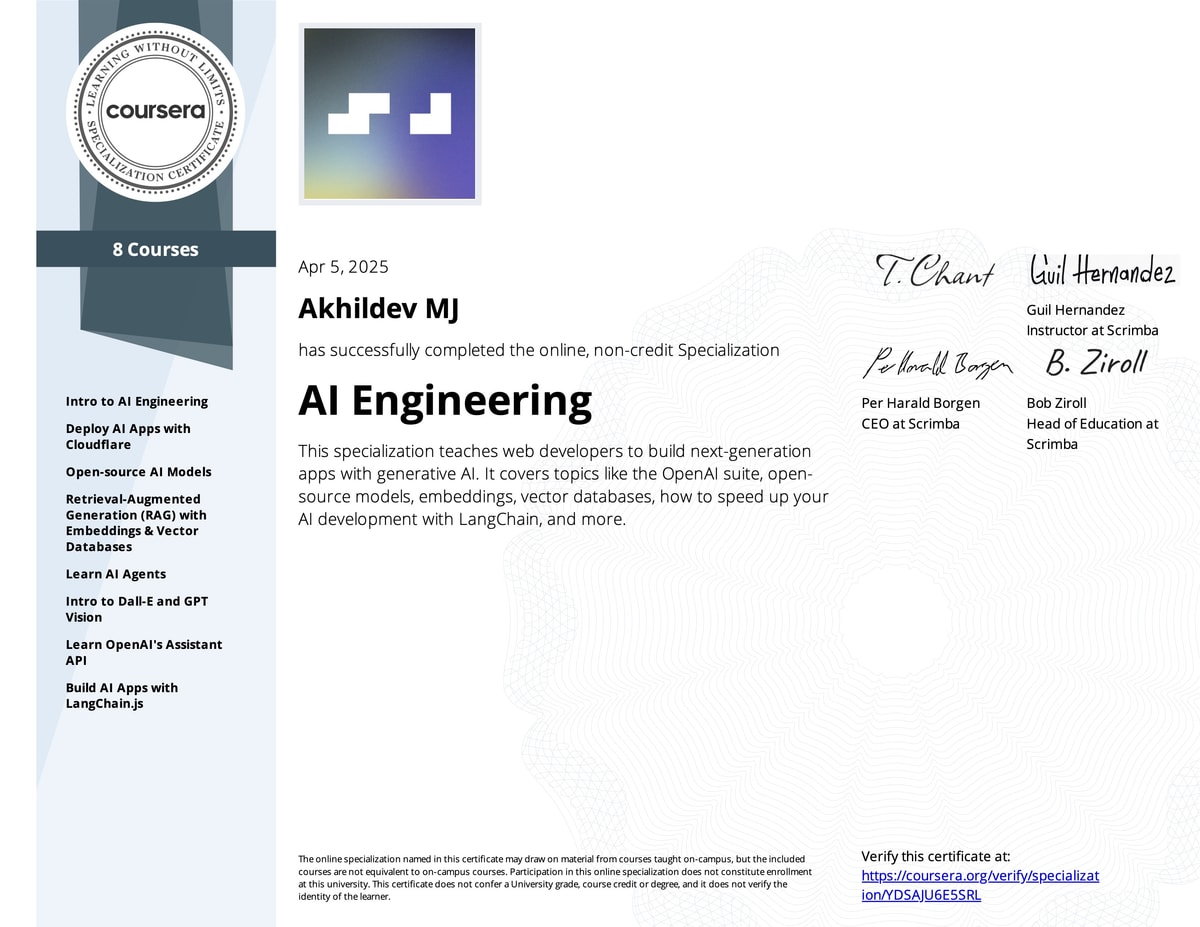 LEARNING WITHOUT LIMITS
coursera
SPECIALIZATION CERTIFICATE
8 Courses
Intro to AI Engineering
Deploy AI Apps with
Cloudflare
Open-source AI Models
Retrieval-Augmented
Generation (RAG) with
Embeddings & Vector
Databases
Learn AI Agents
Intro to Dall-E and GPT
Vision
Learn OpenAI's Assistant
API
Build AI Apps with
LangChain.js
Apr 5, 2025
Akhildev MJ
has successfully completed the online, non-credit Specialization
AI Engineering
This specialization teaches web developers to build next-generation
apps with generative AI. It covers topics like the OpenAI suite, open-
source models, embeddings, vector databases, how to speed up your
AI development with LangChain, and more.
T. Chant
Guil Hernandez
Guil Hernandez
Instructor at Scrimba
Per Harald Borgen
B. Ziroll
Per Harald Borgen
CEO at Scrimba
Bob Ziroll
Head of Education at
Scrimba
The online specialization named in this certificate may draw on material from courses taught on-campus, but the included
courses are not equivalent to on-campus courses. Participation in this online specialization does not constitute enrollment
at this university. This certificate does not confer a University grade, course credit or degree, and it does not verify the
identity of the learner.
Verify this certificate at:
https://coursera.org/verify/specializat
ion/YDSAJU6E5SRL